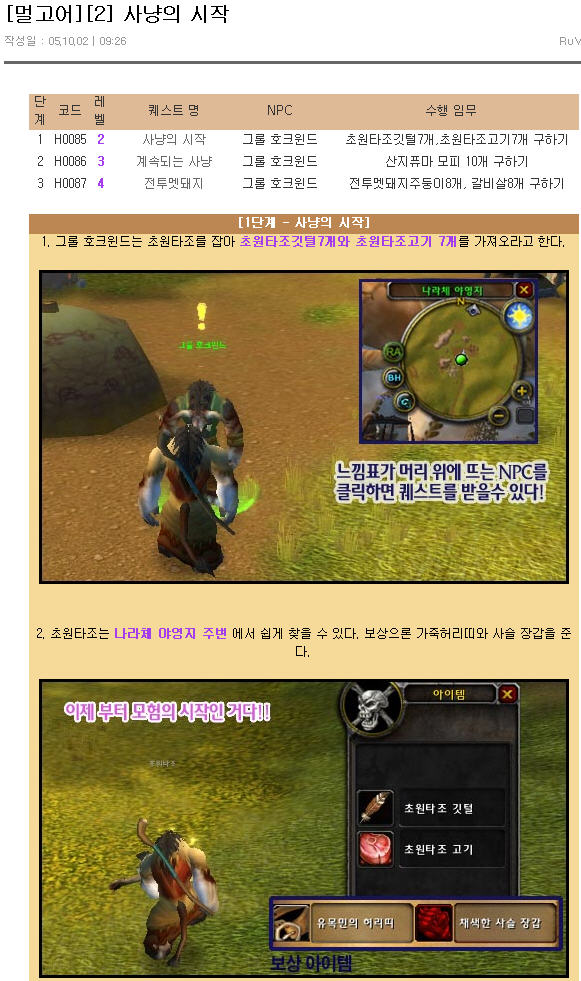 [멀고어][2] 사냥의 시작
작성일 : 05.10.02 | 09:26
단계 코드 레벨 퀘스트 명 NPC 수행 임무
1 H0085 2 사냥의 시작 그롤 호크윈드 초원타조깃털7개,초원타조고기7개 구하기
2 H0086 3 계속되는 사냥 그롤 호크윈드 산지퓨마 모피 10개 구하기
3 H0087 4 전투멧돼지 그롤 호크윈드 전투멧돼지주둥이8개, 갈비살8개 구하기
[1단계 - 사냥의 시작]
1. 그롤 호크윈드는 초원타조를 잡아 초원타조깃털7개와 초원타조고기 7개를 가져오라고 한다.
나라체 야영지
N
그롤 호크윈드
RA
BH
느낌표가 머리 위에 뜨는 NPC를
클릭하면 퀘스트를 받을수 있다!
2. 초원타조는 나라체 야영지 주변 에서 쉽게 찾을 수 있다. 보상으론 가죽허리띠와 사슬 장갑을 준
다.
이제 부터 모험의 시작인 거다!!
아이템
초원타조
초원타조 깃털
초원타조 고기
유목민의 허리띠
채색한 사슬 장갑
보상 아이템